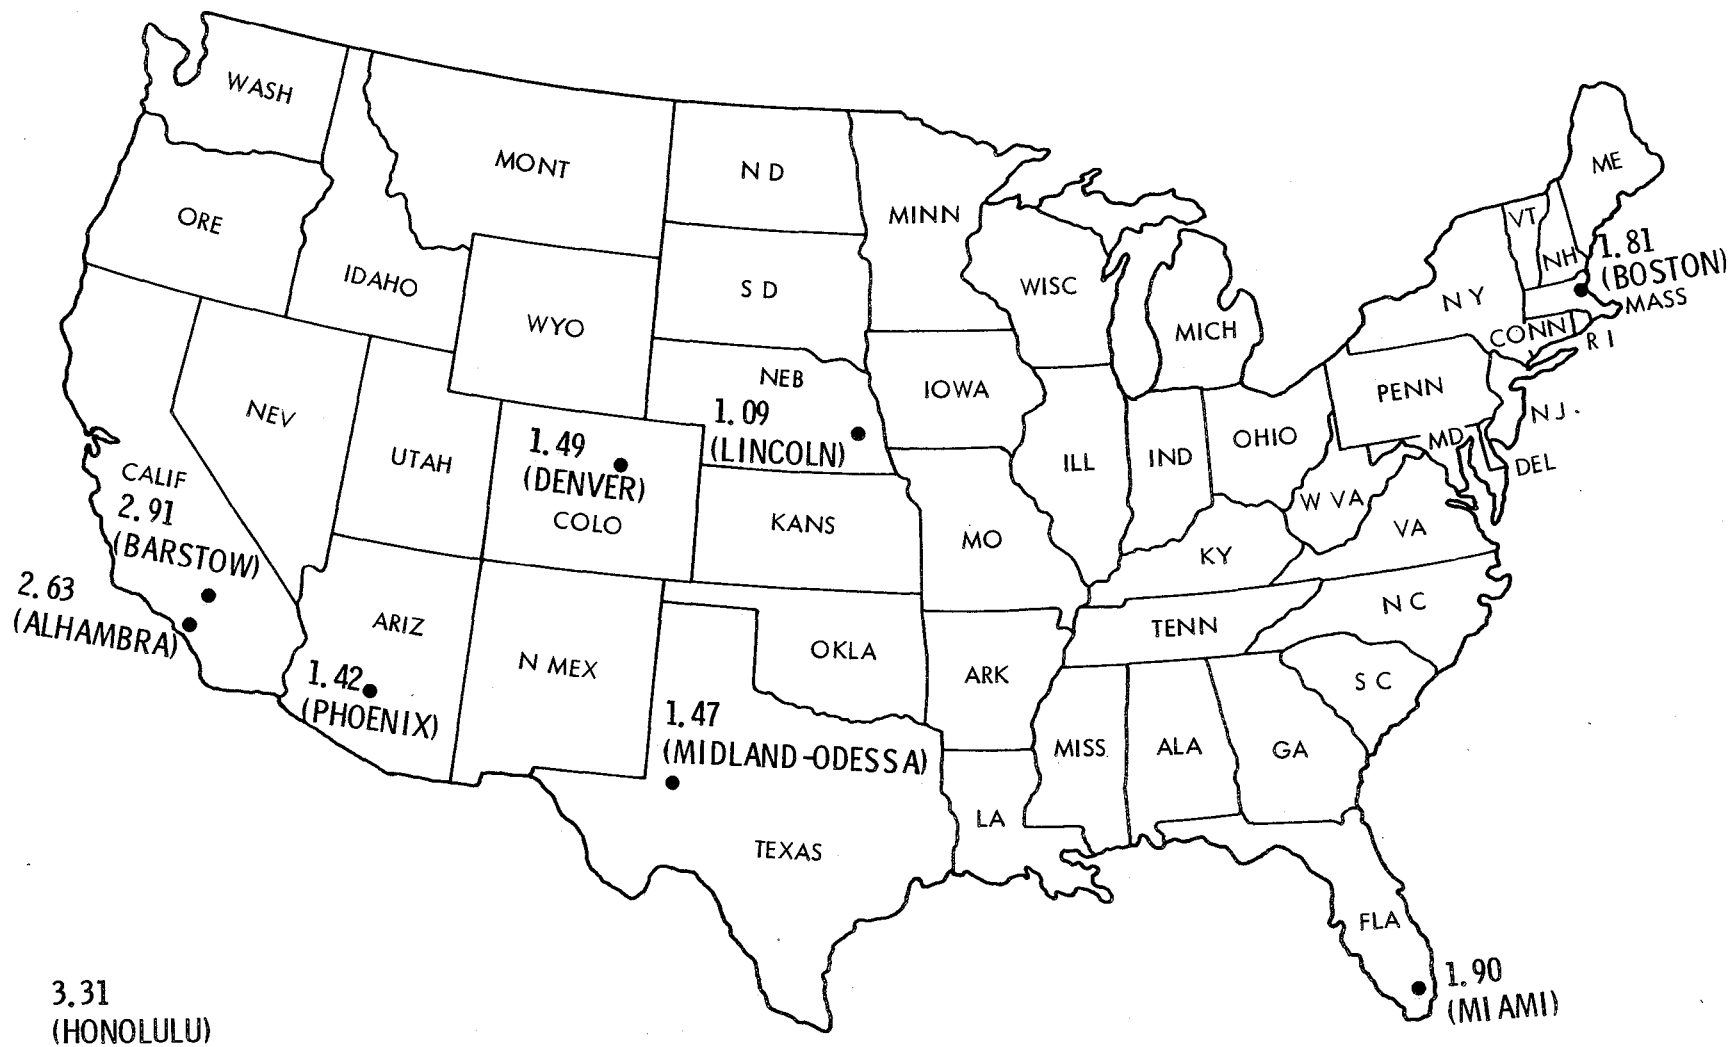 WASH
MONT
N D
MINN
ME
ORE
VT
NH
1.81
(BOSTON)
MASS
IDAHO
S D
WISC
N Y
WYO
MICH
CONN
R I
NEB
IOWA
PENN
N J.
NEV
1.09
(LINCOLN)
OHIO
MD
1.49
(DENVER)
UTAH
ILL
IND
DEL
CALIF
2.91
(BARSTOW)
COLO
KANS
MO
W VA
VA
KY
2.63
(ALHAMBRA)
ARIZ
N C
TENN
OKLA
N MEX
ARK
S C
1.42
(PHOENIX)
1.47
(MIDLAND-ODESSA)
MISS
ALA
GA
LA
TEXAS
FLA
1.90
(MIAMI)
3.31
(HONOLULU)